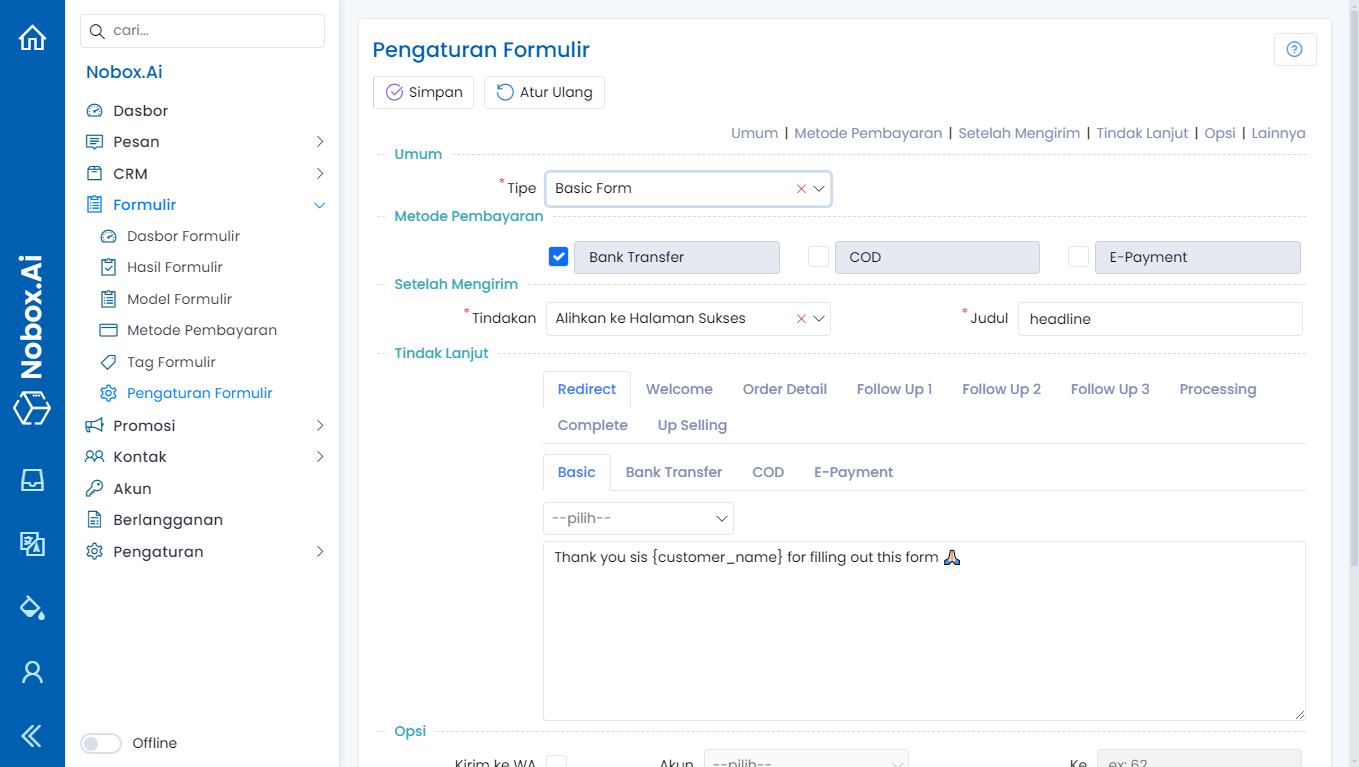 cari...
Nobox.Ai
Dasbor
Pesan
CRM
Formulir
Dasbor Formulir
Hasil Formulir
Model Formulir
Metode Pembayaran
Tag Formulir
Pengaturan Formulir
Promosi
Kontak
Akun
Berlangganan
Pengaturan
Offline
Nobox.Ai
Pengaturan Formulir
Simpan Atur Ulang
Umum | Metode Pembayaran | Setelah Mengirim | Tindak Lanjut | Opsi | Lainnya
Umum
*Tipe Basic Form
Metode Pembayaran
Bank Transfer COD E-Payment
Setelah Mengirim
*Tindakan Alihkan ke Halaman Sukses *Judul headline
Tindak Lanjut
Redirect Welcome Order Detail Follow Up 1 Follow Up 2 Follow Up 3 Processing
Complete Up Selling
Basic Bank Transfer COD E-Payment
--pilih--
Thank you sis {customer_name} for filling out this form 🙏🏼
Opsi
Kirim ke WA Akun --pilih-- Ke ex: 62